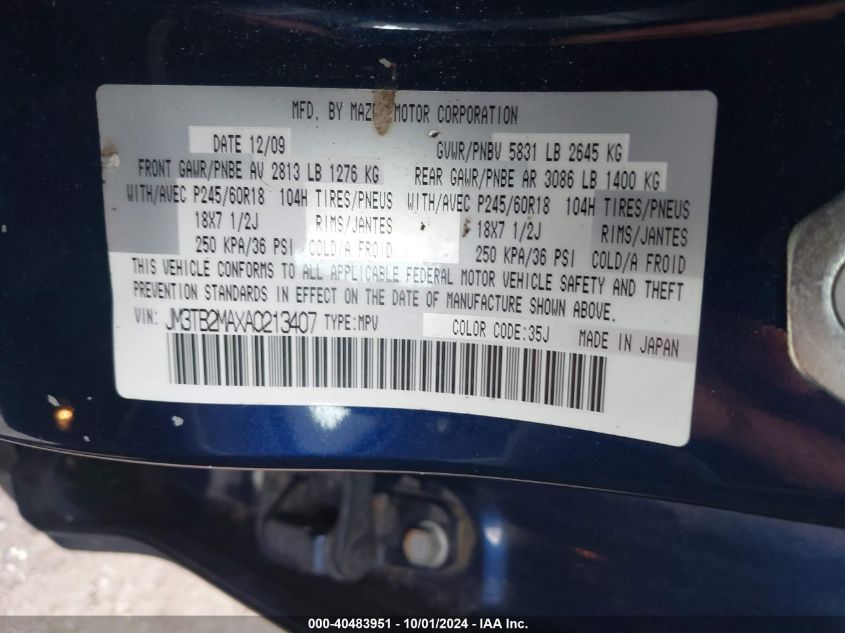 MFD. BY MAZ MOTOR CORPORATION
DATE 12/09 GVWR/PNBV 5831 LB 2645 KG
FRONT GAWR/PNBE AV 2813 LB 1276 KG REAR GAWR/PNBE AR 3086 LB 1400 KG
WITH/AVEC P245/60R18 104H TIRES/PNEUS WITH/AVEC P245/60R18 104H TIRES/PNEUS
18X7 1/2J RIMS/JANTES 18X7 1/2J RIMS/JANTES
250 KPA/36 PSI COLD/A FROID 250 KPA/36 PSI COLD/A FROID
THIS VEHICLE CONFORMS TO ALL APPLICABLE FEDERAL MOTOR VEHICLE SAFETY AND THEFT
PREVENTION STANDARDS IN EFFECT ON THE DATE OF MANUFACTURE SHOWN ABOVE.
VIN: JM3TB2MAXA0213407 TYPE:MPV COLOR CODE:35J MADE IN JAPAN
000-40483951 - 10/01/2024 - IAA Inc.